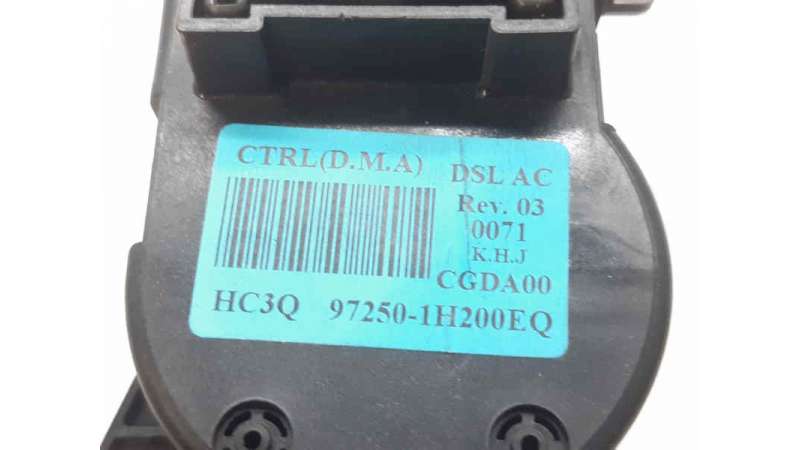 CTRL(D.M.A) DSL AC
Rev. 03
0071
K.H.J
CGDA00
HC3Q 97250-1H200EQ